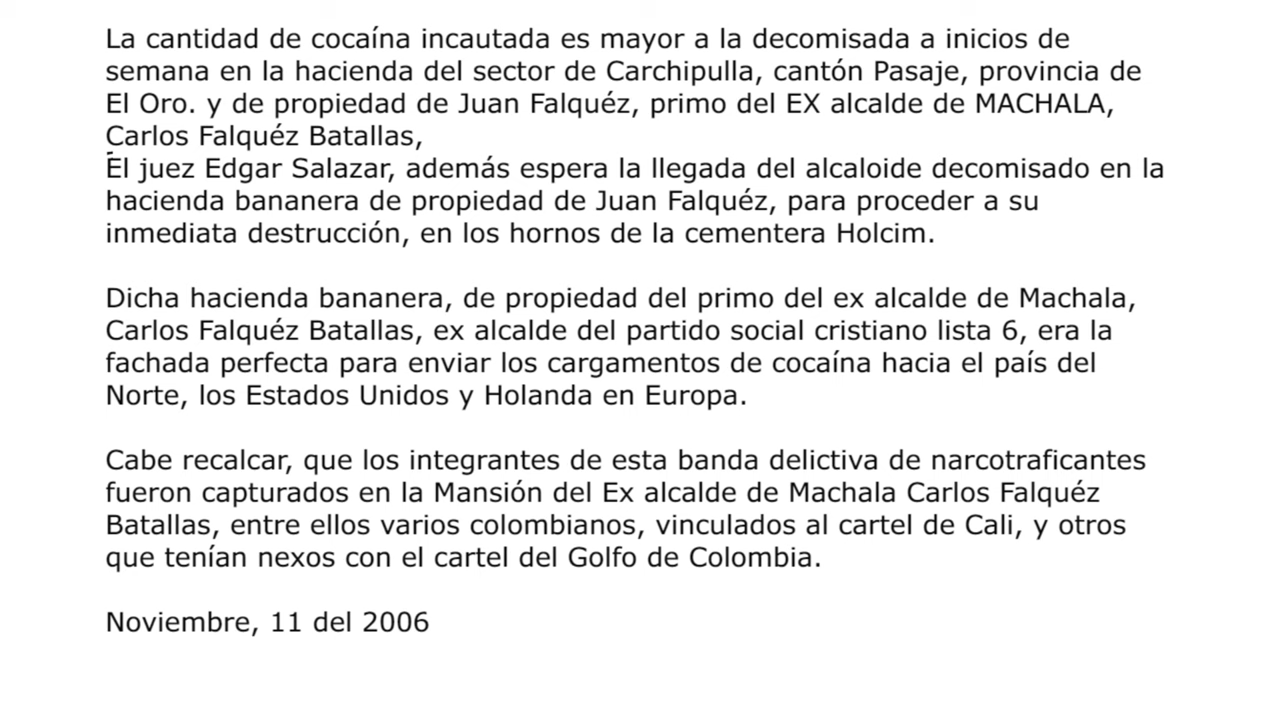 La cantidad de cocaína incautada es mayor a la decomisada a inicios de
semana en la hacienda del sector de Carchipulla, cantón Pasaje, provincia de
El Oro. y de propiedad de Juan Falquéz, primo del EX alcalde de MACHALA,
Carlos Falquéz Batallas,
El juez Edgar Salazar, además espera la llegada del alcaloide decomisado en la
hacienda bananera de propiedad de Juan Falquéz, para proceder a su
inmediata destrucción, en los hornos de la cementera Holcim.
Dicha hacienda bananera, de propiedad del primo del ex alcalde de Machala,
Carlos Falquéz Batallas, ex alcalde del partido social cristiano lista 6, era la
fachada perfecta para enviar los cargamentos de cocaína hacia el país del
Norte, los Estados Unidos y Holanda en Europa.
Cabe recalcar, que los integrantes de esta banda delictiva de narcotraficantes
fueron capturados en la Mansión del Ex alcalde de Machala Carlos Falquéz
Batallas, entre ellos varios colombianos, vinculados al cartel de Cali, y otros
que tenían nexos con el cartel del Golfo de Colombia.
Noviembre, 11 del 2006